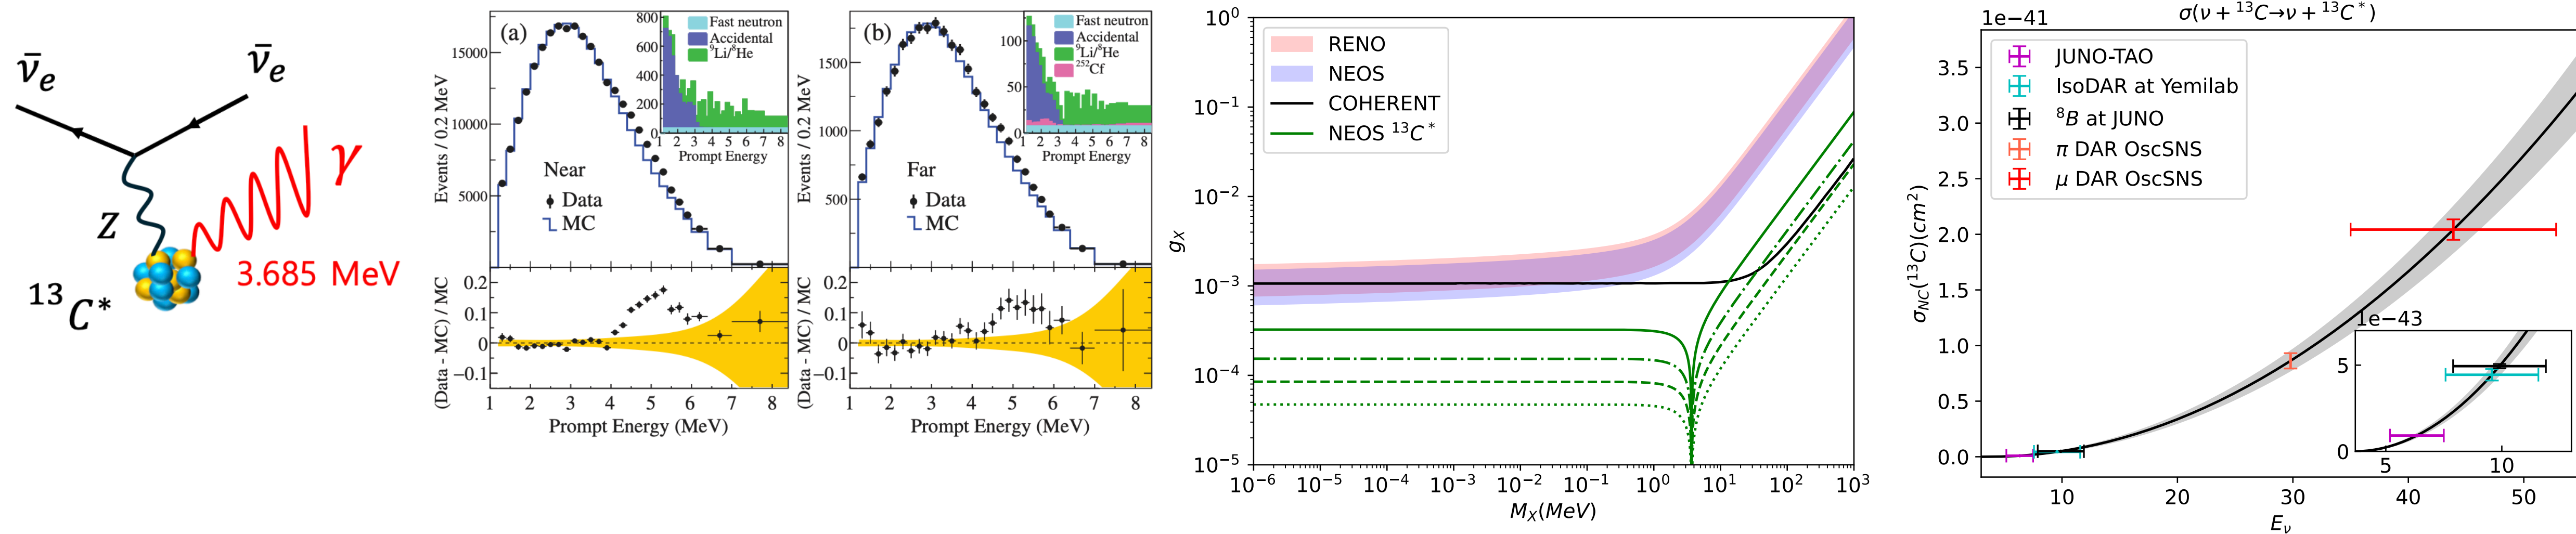 ν̄e
ν̄e
Z
γ
3.685 MeV
13C*
(a)
Events / 0.2 MeV
15000
10000
5000
Near
Data
MC
800
600
400
200
0
Fast neutron
Accidental
9Li/8He
1 2 3 4 5 6 7 8
Prompt Energy
(Data - MC) / MC
0.2
0.1
0
−0.1
1 2 3 4 5 6 7 8
Prompt Energy (MeV)
(b)
Events / 0.2 MeV
1500
1000
500
Far
Data
MC
100
50
0
Fast neutron
Accidental
9Li/8He
252Cf
1 2 3 4 5 6 7 8
Prompt Energy
(Data - MC) / MC
0.2
0.1
0
−0.1
1 2 3 4 5 6 7 8
Prompt Energy (MeV)
RENO
NEOS
COHERENT
NEOS 13C*
gX
10^0
10^-1
10^-2
10^-3
10^-4
10^-5
10^-6 10^-5 10^-4 10^-3 10^-2 10^-1 10^0 10^1 10^2 10^3
MX(MeV)
σ(ν + 13C→ν + 13C*)
1e−41
JUNO-TAO
IsoDAR at Yemilab
8B at JUNO
π DAR OscSNS
μ DAR OscSNS
σNC(13C)(cm2)
3.5
3.0
2.5
2.0
1.5
1.0
0.5
0.0
1e−43
5
0
5 10
10 20 30 40 50
Eν